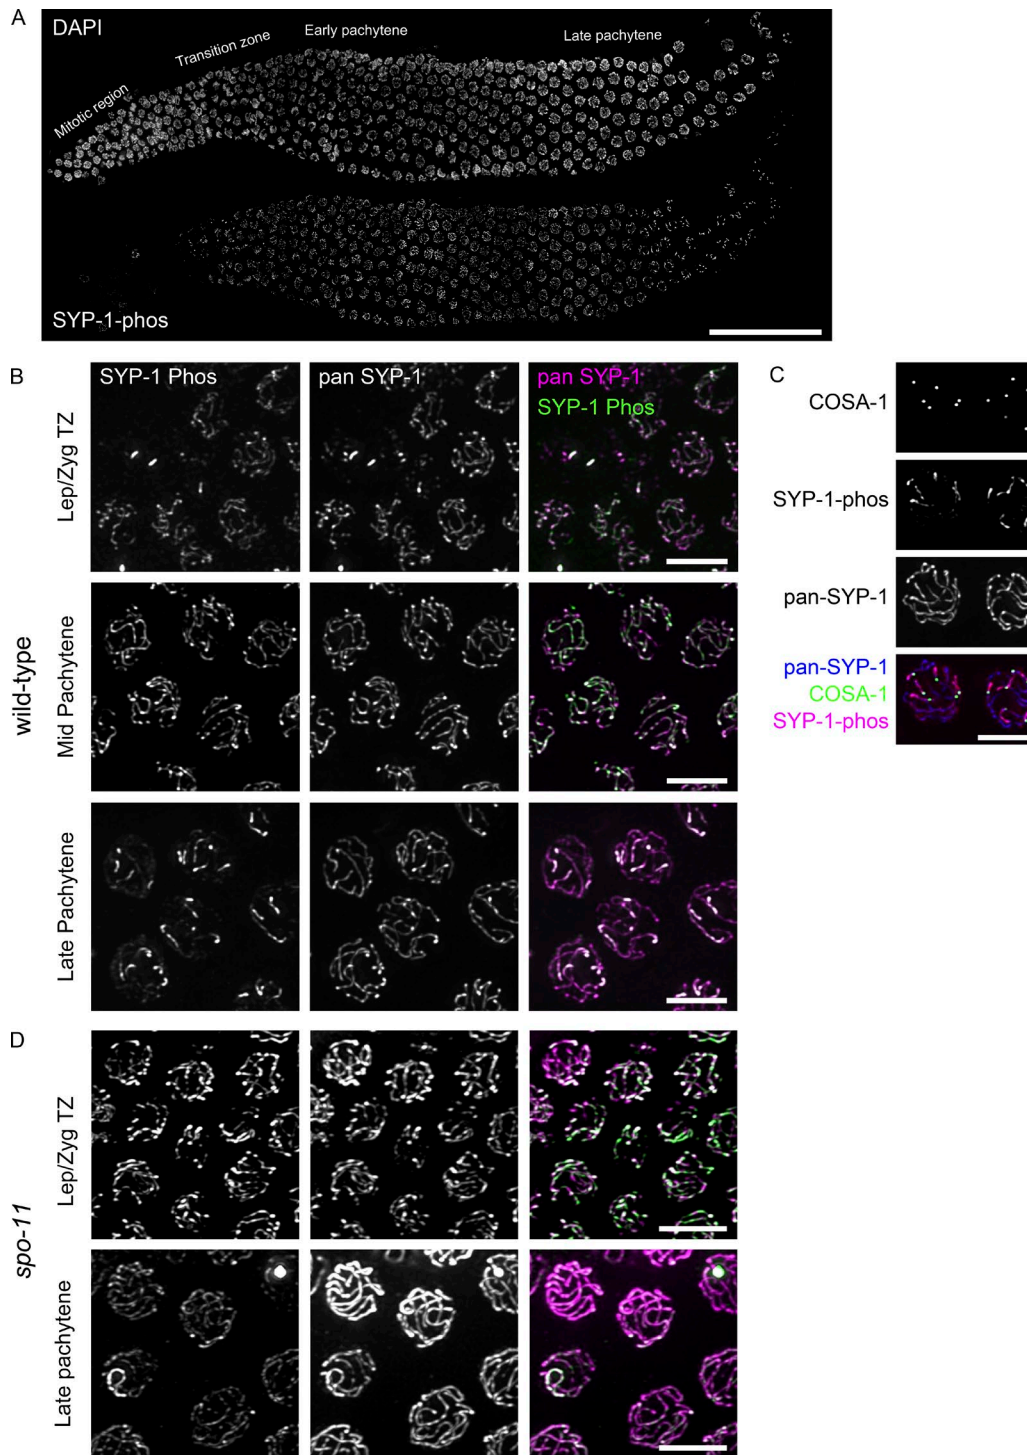 A
DAPI
Mitotic region
Transition zone
Early pachytene
Late pachytene
SYP-1-phos
B
SYP-1 Phos
pan SYP-1
pan SYP-1
SYP-1 Phos
wild-type
Lep/Zyg TZ
Mid Pachytene
Late Pachytene
C
COSA-1
SYP-1-phos
pan-SYP-1
pan-SYP-1
COSA-1
SYP-1-phos
D
spo-11
Lep/Zyg TZ
Late pachytene